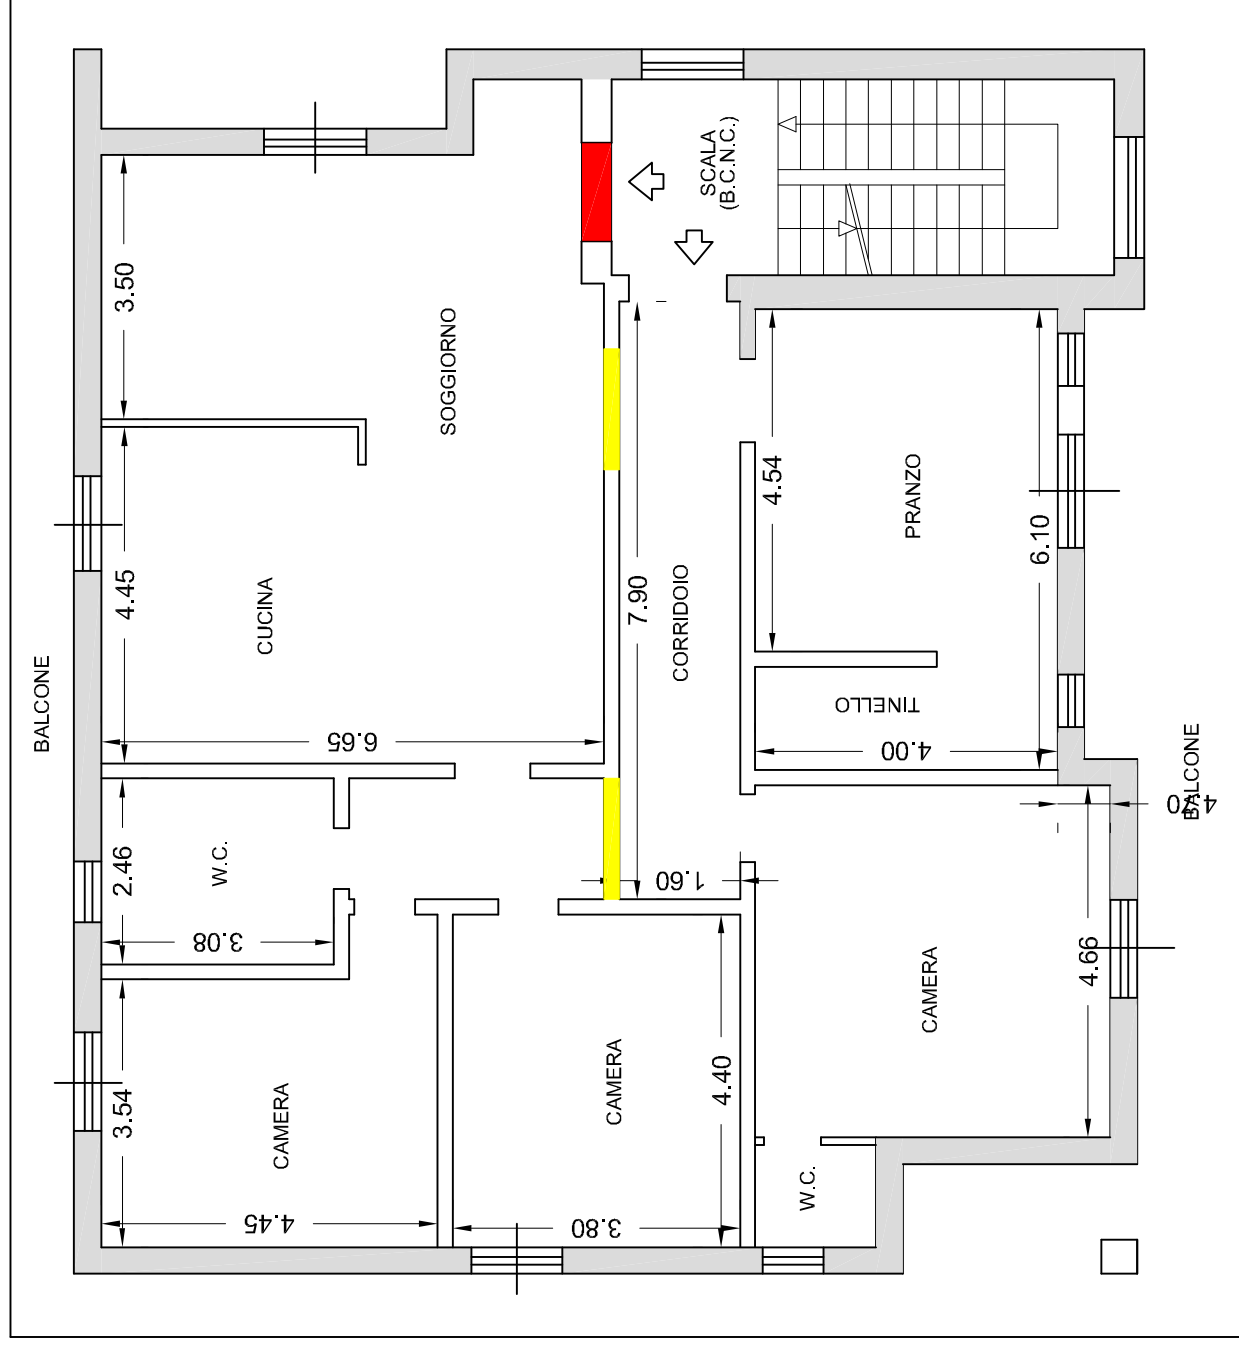 SCALA
(B.C.N.C.)
3.50
SOGGIORNO
4.54
PRANZO
6.10
4.45
CUCINA
7.90
CORRIDOIO
BALCONE
TINELLO
6.65
4.00
BALCONE
4.70
2.46
W.C.
1.60
3.08
CAMERA
4.66
3.54
CAMERA
CAMERA
4.40
W.C.
4.45
3.80